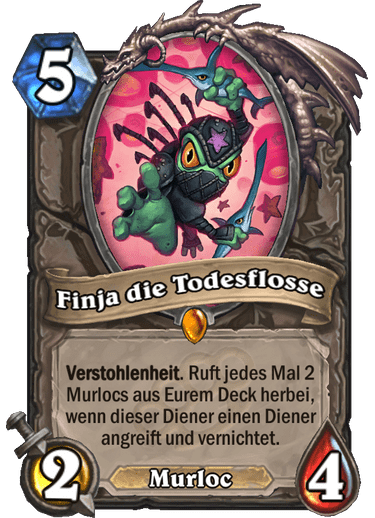 5
Finja die Todesflosse
Verstohlenheit. Ruft jedes Mal 2
Murlocs aus Eurem Deck herbei,
wenn dieser Diener einen Diener
angreift und vernichtet.
2
Murloc
4